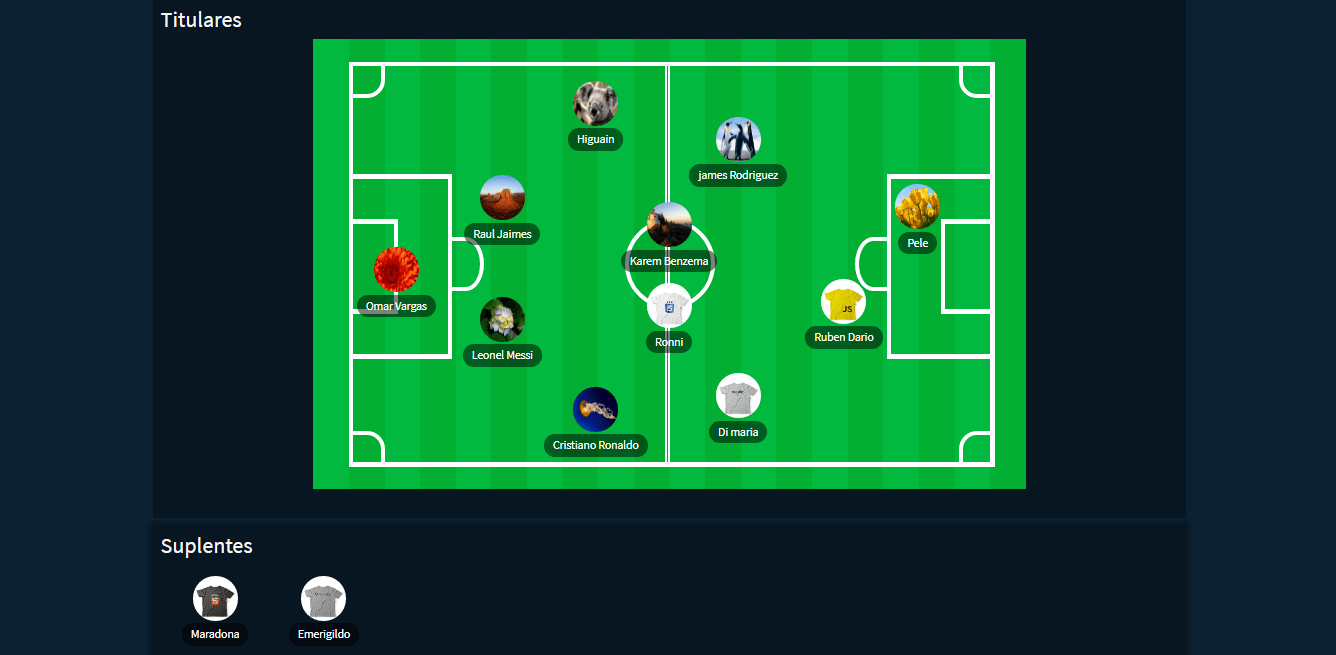 Titulares
Higuain
james Rodriguez
Raul Jaimes
Pele
Karem Benzema
Omar Vargas
JS
Ruben Dario
Ronni
Leonel Messi
Di maria
Cristiano Ronaldo
Suplentes
Maradona
Emerigildo